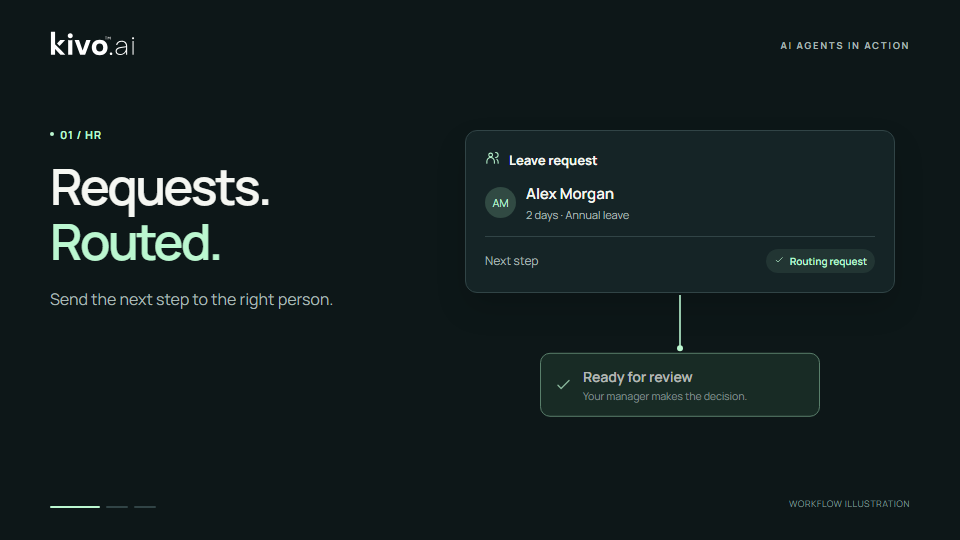 kivo.ai™
AI AGENTS IN ACTION
• 01 / HR
Requests.
Routed.
Send the next step to the right person.
Leave request
AM
Alex Morgan
2 days · Annual leave
Next step
Routing request
Ready for review
Your manager makes the decision.
WORKFLOW ILLUSTRATION